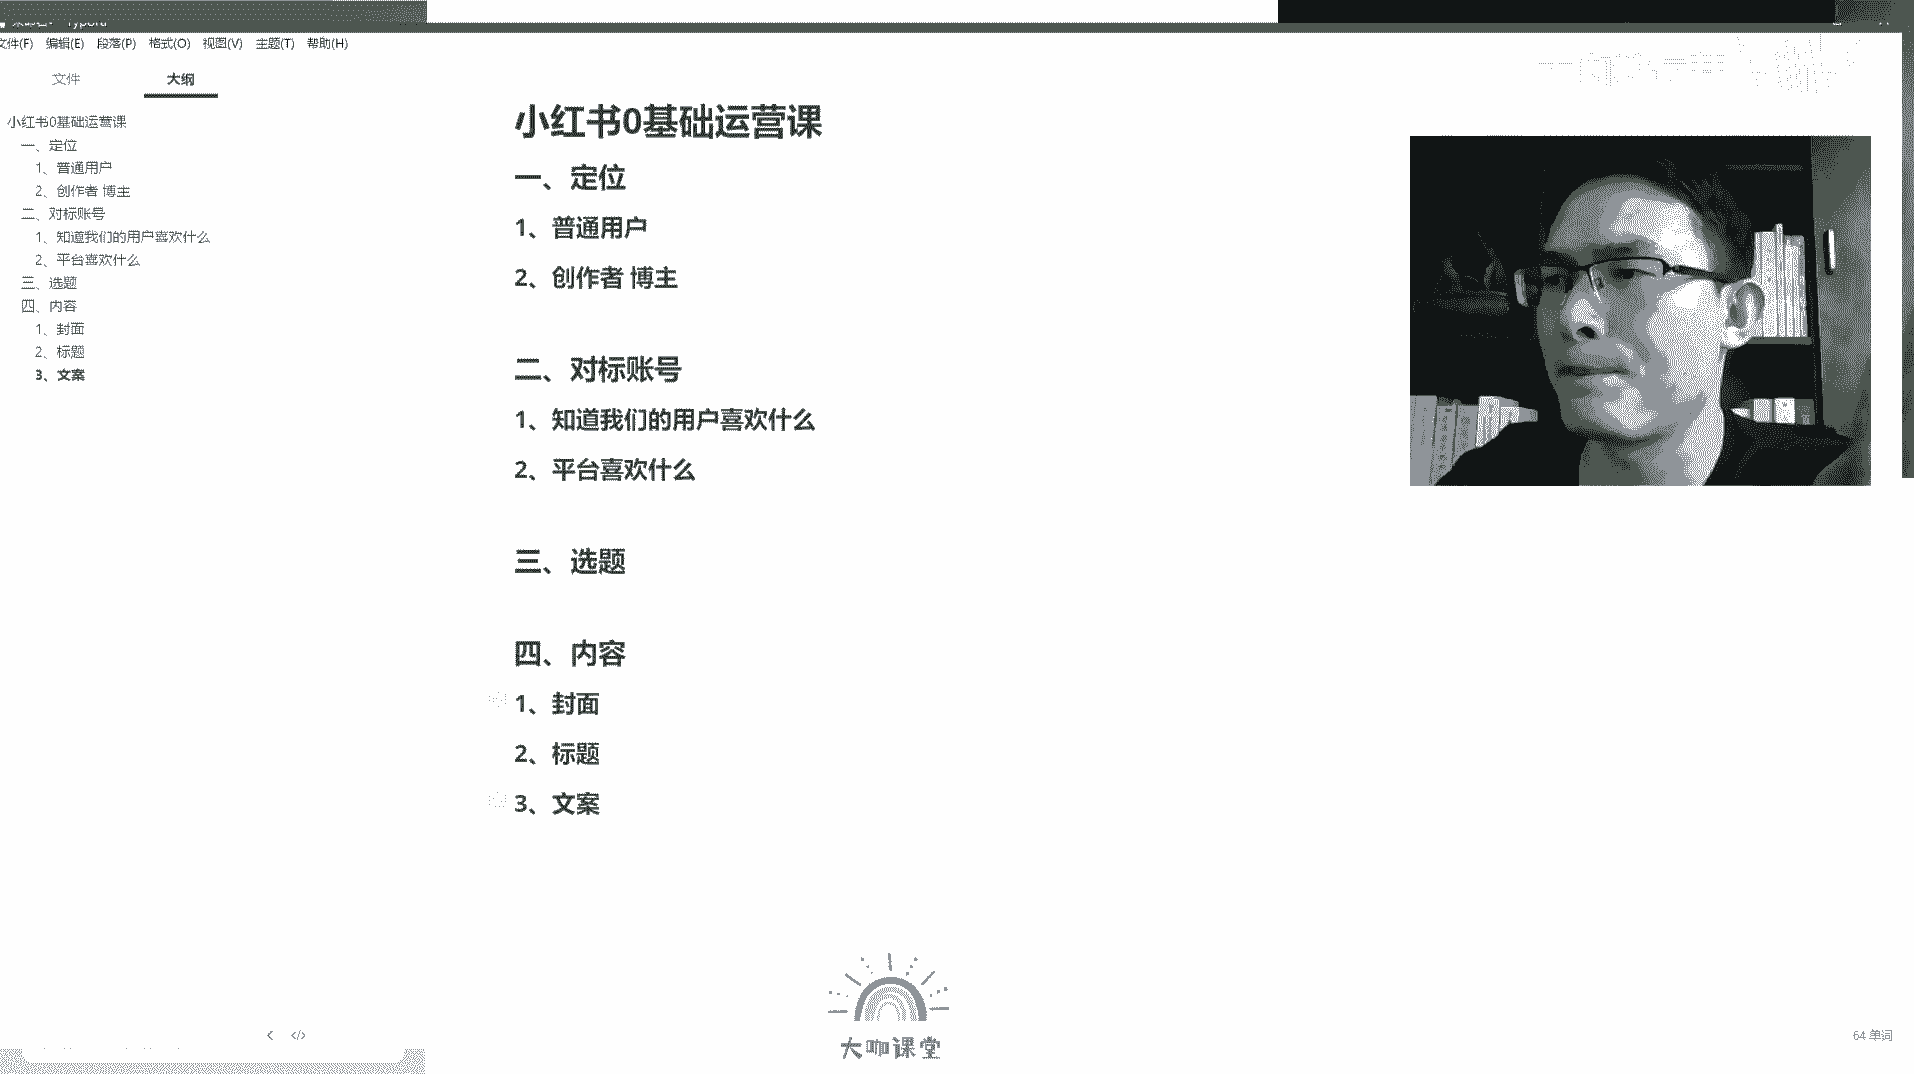 文件(F) 编辑(E) 段落(P) 格式(O) 视图(V) 主题(T) 帮助(H)
文件 大纲
小红书0基础运营课
一、定位
1、普通用户
2、创作者 博主
二、对标账号
1、知道我们的用户喜欢什么
2、平台喜欢什么
三、选题
四、内容
1、封面
2、标题
3、文案
小红书0基础运营课
一、定位
1、普通用户
2、创作者 博主
二、对标账号
1、知道我们的用户喜欢什么
2、平台喜欢什么
三、选题
四、内容
1、封面
2、标题
3、文案
大咖课堂
64 单词